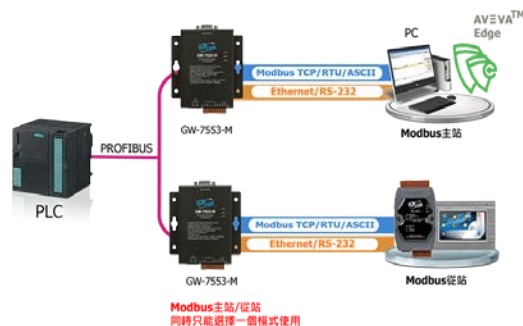 AVEVA™
Edge
PC
Modbus TCP/RTU/ASCII
Ethernet/RS-232
GW-7553-M
Modbus主站
PROFIBUS
PLC
GW-7553-M
Modbus TCP/RTU/ASCII
Ethernet/RS-232
GW-7553-M
Modbus從站
Modbus主站/從站
同時只能選擇一個模式使用